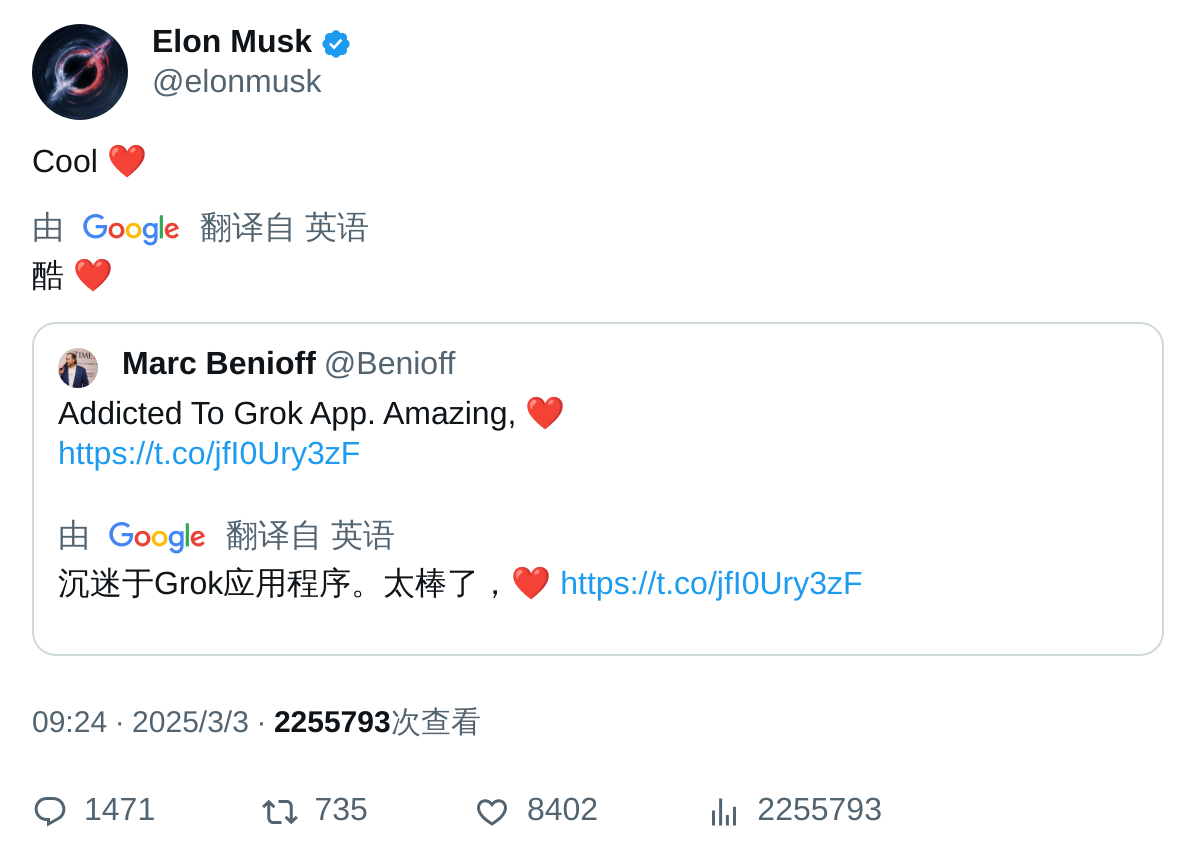 Elon Musk
@elonmusk
Cool ❤️
由 Google 翻译自 英语
酷 ❤️
TIME
Marc Benioff @Benioff
Addicted To Grok App. Amazing, ❤️
https://t.co/jfI0Ury3zF
由 Google 翻译自 英语
沉迷于Grok应用程序。太棒了，❤️ https://t.co/jfI0Ury3zF
09:24 · 2025/3/3 · 2255793次查看
1471 735 8402 2255793